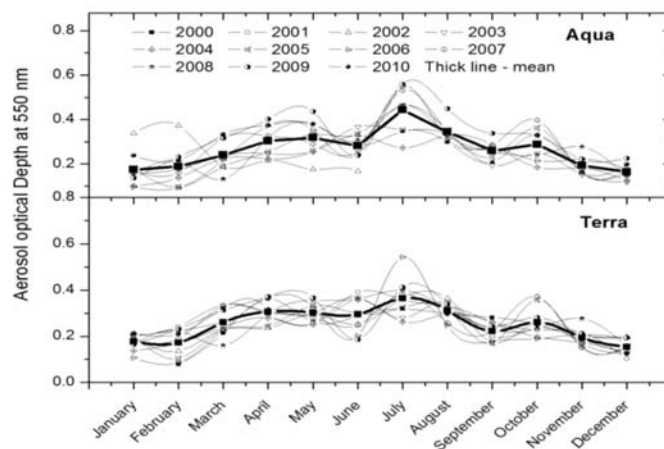 Aerosol optical Depth at 550 nm
0.8
0.6
0.4
0.2
0.8
0.6
0.4
0.2
0.0
2000 2001 2002 2003
2004 2005 2006 2007
2008 2009 2010 Thick line - mean
Aqua
Terra
January
February
March
April
May
June
July
August
September
October
November
December